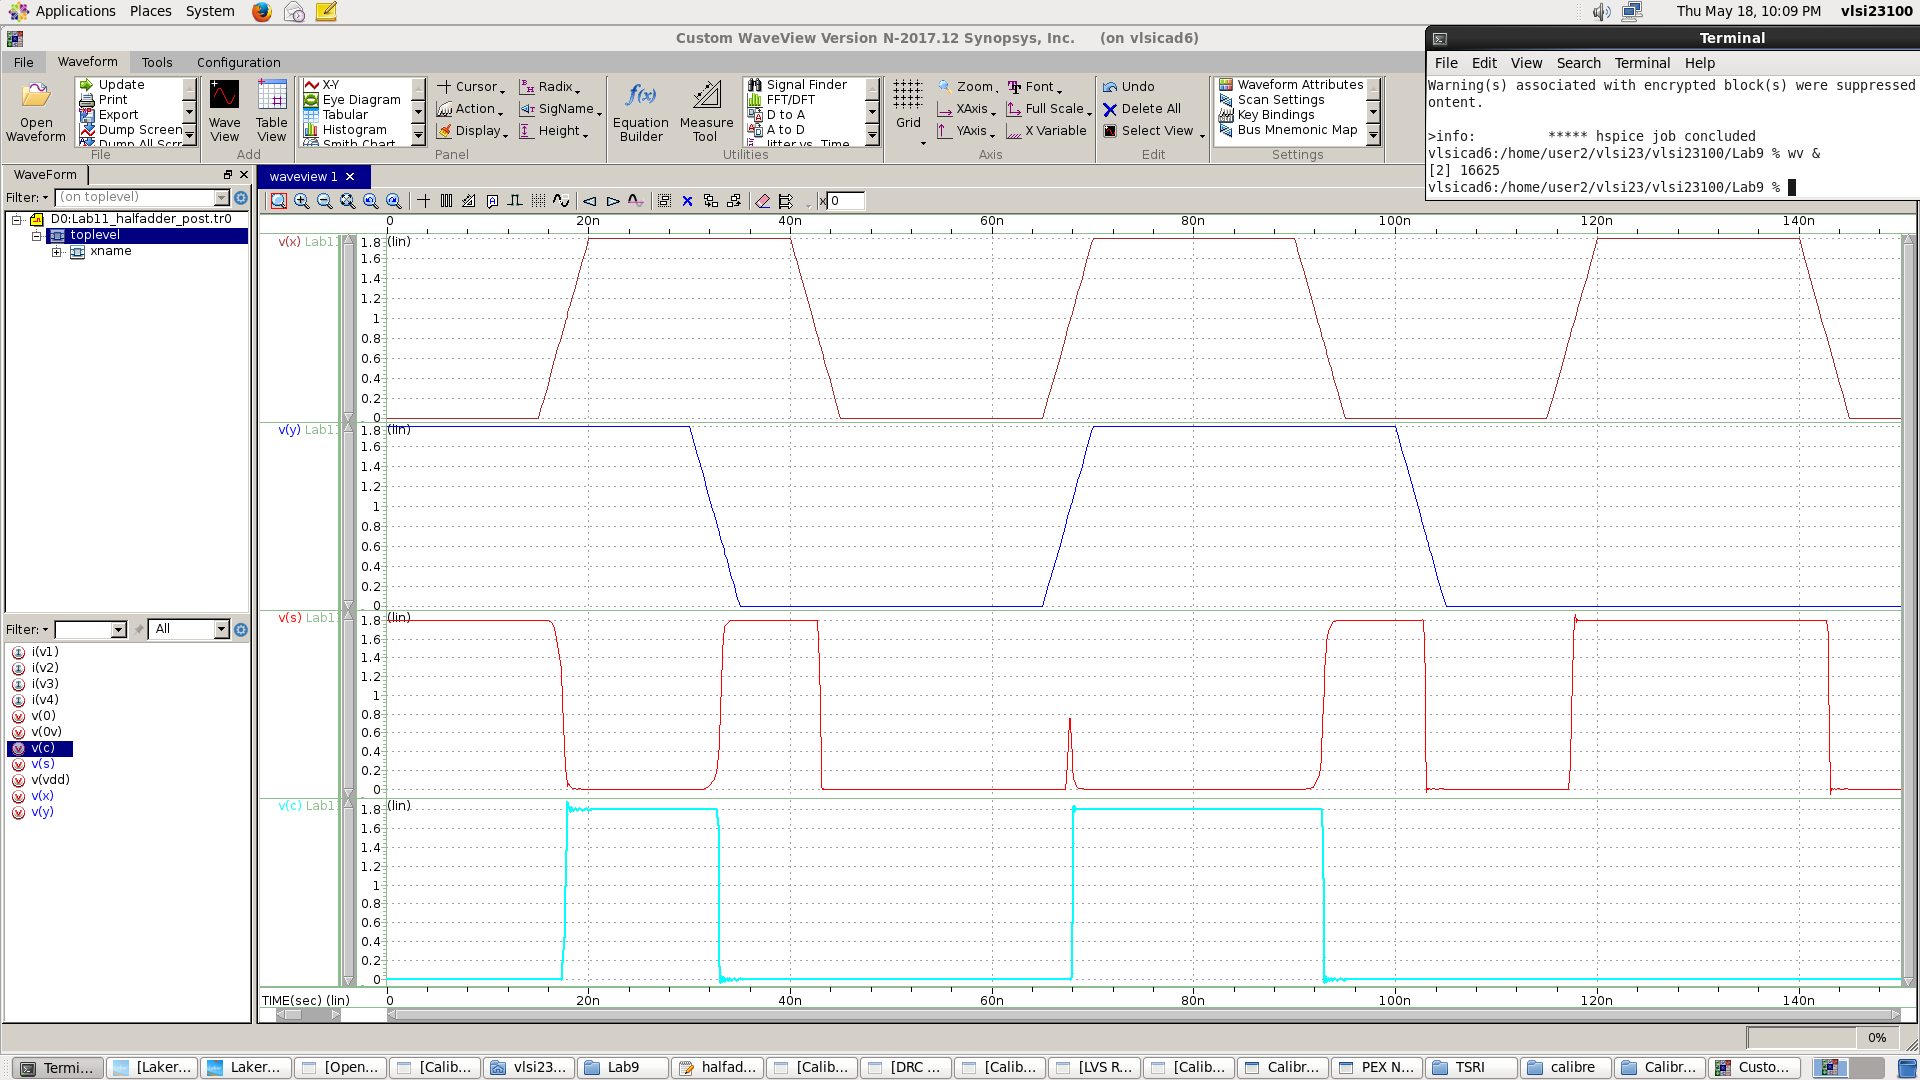 Applications Places System Thu May 18, 10:09 PM vlsi23100
Custom WaveView Version N-2017.12 Synopsys, Inc. (on vlsicad6)
File Waveform Tools Configuration
Open Waveform
Update
Print
Export
Dump Screen
Dump All Scr
File
Wave View
Table View
Add
X-Y
Eye Diagram
Tabular
Histogram
Smith Chart
Cursor
Action
Display
Radix
SigName
Height
Panel
f(x)
Equation Builder
Measure Tool
Signal Finder
FFT/DFT
D to A
A to D
Jitter vs. Time
Utilities
Grid
Zoom
XAxis
YAxis
Font
Full Scale
X Variable
Axis
Undo
Delete All
Select View
Edit
Waveform Attributes
Scan Settings
Key Bindings
Bus Mnemonic Map
Settings
Terminal
File Edit View Search Terminal Help
Warning(s) associated with encrypted block(s) were suppressed
ontent.
>info: ***** hspice job concluded
vlsicad6:/home/user2/vlsi23/vlsi23100/Lab9 % wv &
[2] 16625
vlsicad6:/home/user2/vlsi23/vlsi23100/Lab9 %
WaveForm
Filter: (on toplevel)
D0:Lab11_halfadder_post.tr0
toplevel
xname
Filter: All
i(v1)
i(v2)
i(v3)
i(v4)
v(0)
v(0v)
v(c)
v(s)
v(vdd)
v(x)
v(y)
waveview 1
x 0
0 20n 40n 60n 80n 100n 120n 140n
v(x) Lab11 (lin)
1.8
1.6
1.4
1.2
1
0.8
0.6
0.4
0.2
0
v(y) Lab11 (lin)
1.8
1.6
1.4
1.2
1
0.8
0.6
0.4
0.2
0
v(s) Lab11 (lin)
1.8
1.6
1.4
1.2
1
0.8
0.6
0.4
0.2
0
v(c) Lab11 (lin)
1.8
1.6
1.4
1.2
1
0.8
0.6
0.4
0.2
0
TIME(sec) (lin) 0 20n 40n 60n 80n 100n 120n 140n
0%
Termi... [Laker... Laker... [Open... [Calib... vlsi23... Lab9 halfad... [Calib... [DRC ... [Calib... [LVS R... [Calib... Calibr... PEX N... TSRI calibre Calibr... Custo...